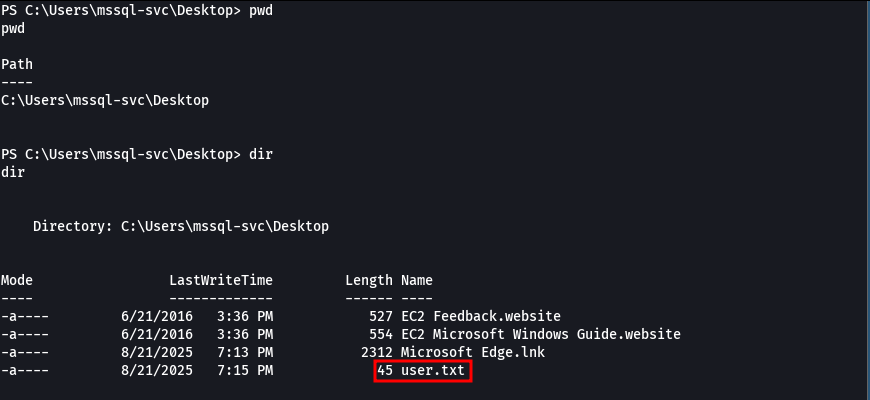 PS C:\Users\mssql-svc\Desktop> pwd
pwd
Path
----
C:\Users\mssql-svc\Desktop
PS C:\Users\mssql-svc\Desktop> dir
dir
    Directory: C:\Users\mssql-svc\Desktop
Mode                 LastWriteTime         Length Name
----                 -------------         ------ ----
-a----         6/21/2016   3:36 PM            527 EC2 Feedback.website
-a----         6/21/2016   3:36 PM            554 EC2 Microsoft Windows Guide.website
-a----         8/21/2025   7:13 PM           2312 Microsoft Edge.lnk
-a----         8/21/2025   7:15 PM             45 user.txt